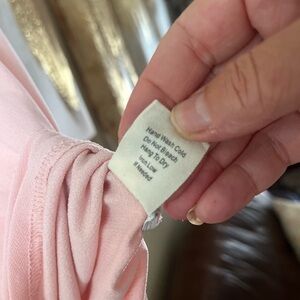 Hand Wash Cold
Do Not Bleach
Hang To Dry
Iron Low
If Needed